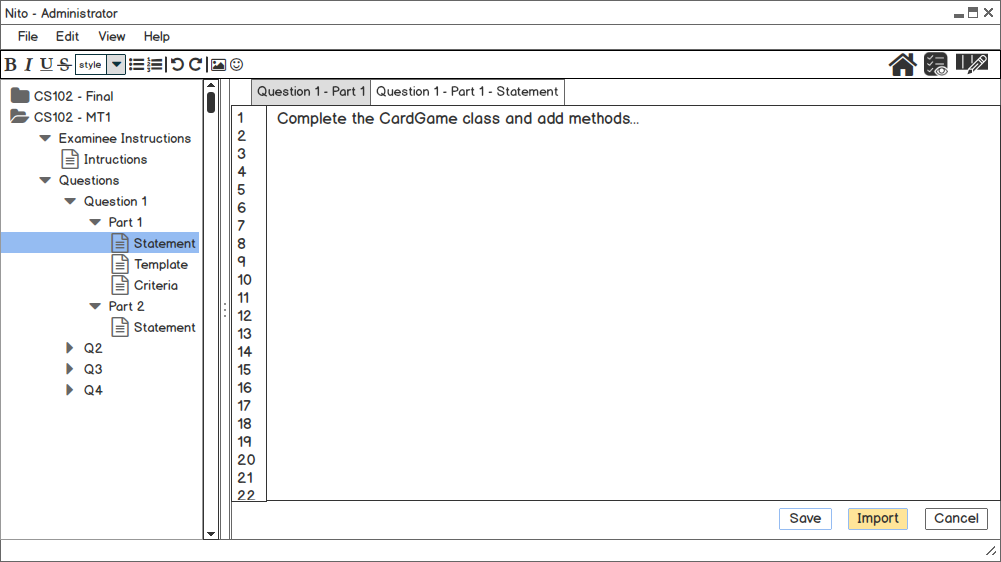 Nito - Administrator
File Edit View Help
B I U S style
CS102 - Final
CS102 - MT1
Examinee Instructions
Intructions
Questions
Question 1
Part 1
Statement
Template
Criteria
Part 2
Statement
Q2
Q3
Q4
Question 1 - Part 1 Question 1 - Part 1 - Statement
1 Complete the CardGame class and add methods...
2
3
4
5
6
7
8
9
10
11
12
13
14
15
16
17
18
19
20
21
22
Save Import Cancel